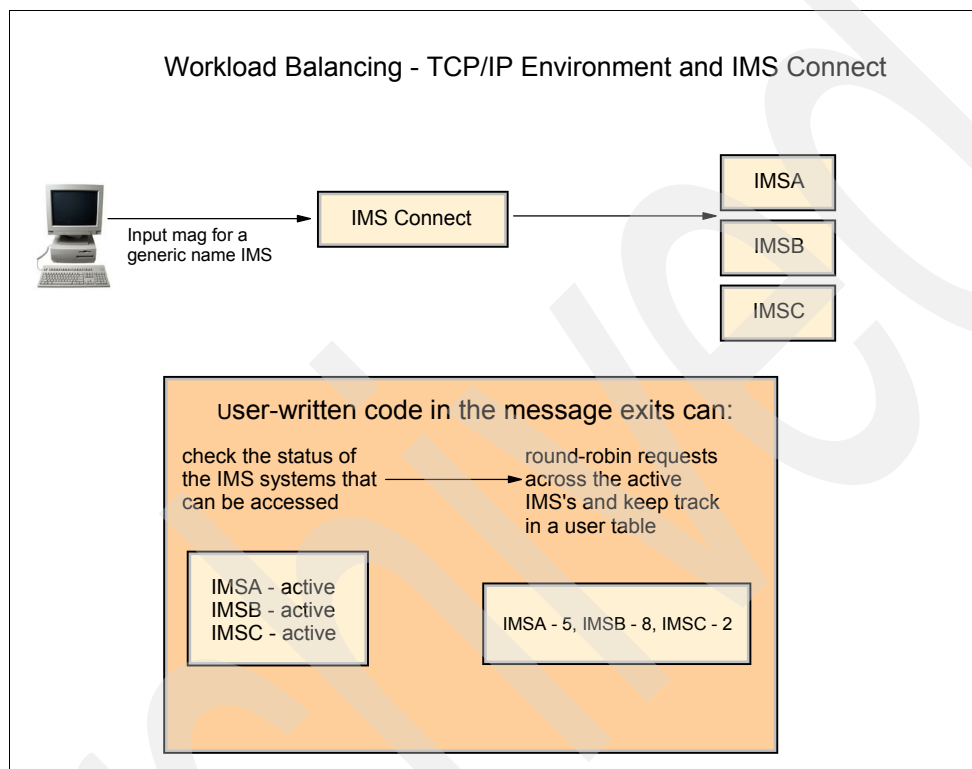 Workload Balancing - TCP/IP Environment and IMS Connect
IMSA
IMS Connect
Input mag for a
generic name IMS
IMSB
IMSC
User-written code in the message exits can:
check the status of
the IMS systems that
can be accessed
round-robin requests
across the active
IMS's and keep track
in a user table
IMSA - active
IMSB - active
IMSC - active
IMSA - 5, IMSB - 8, IMSC - 2